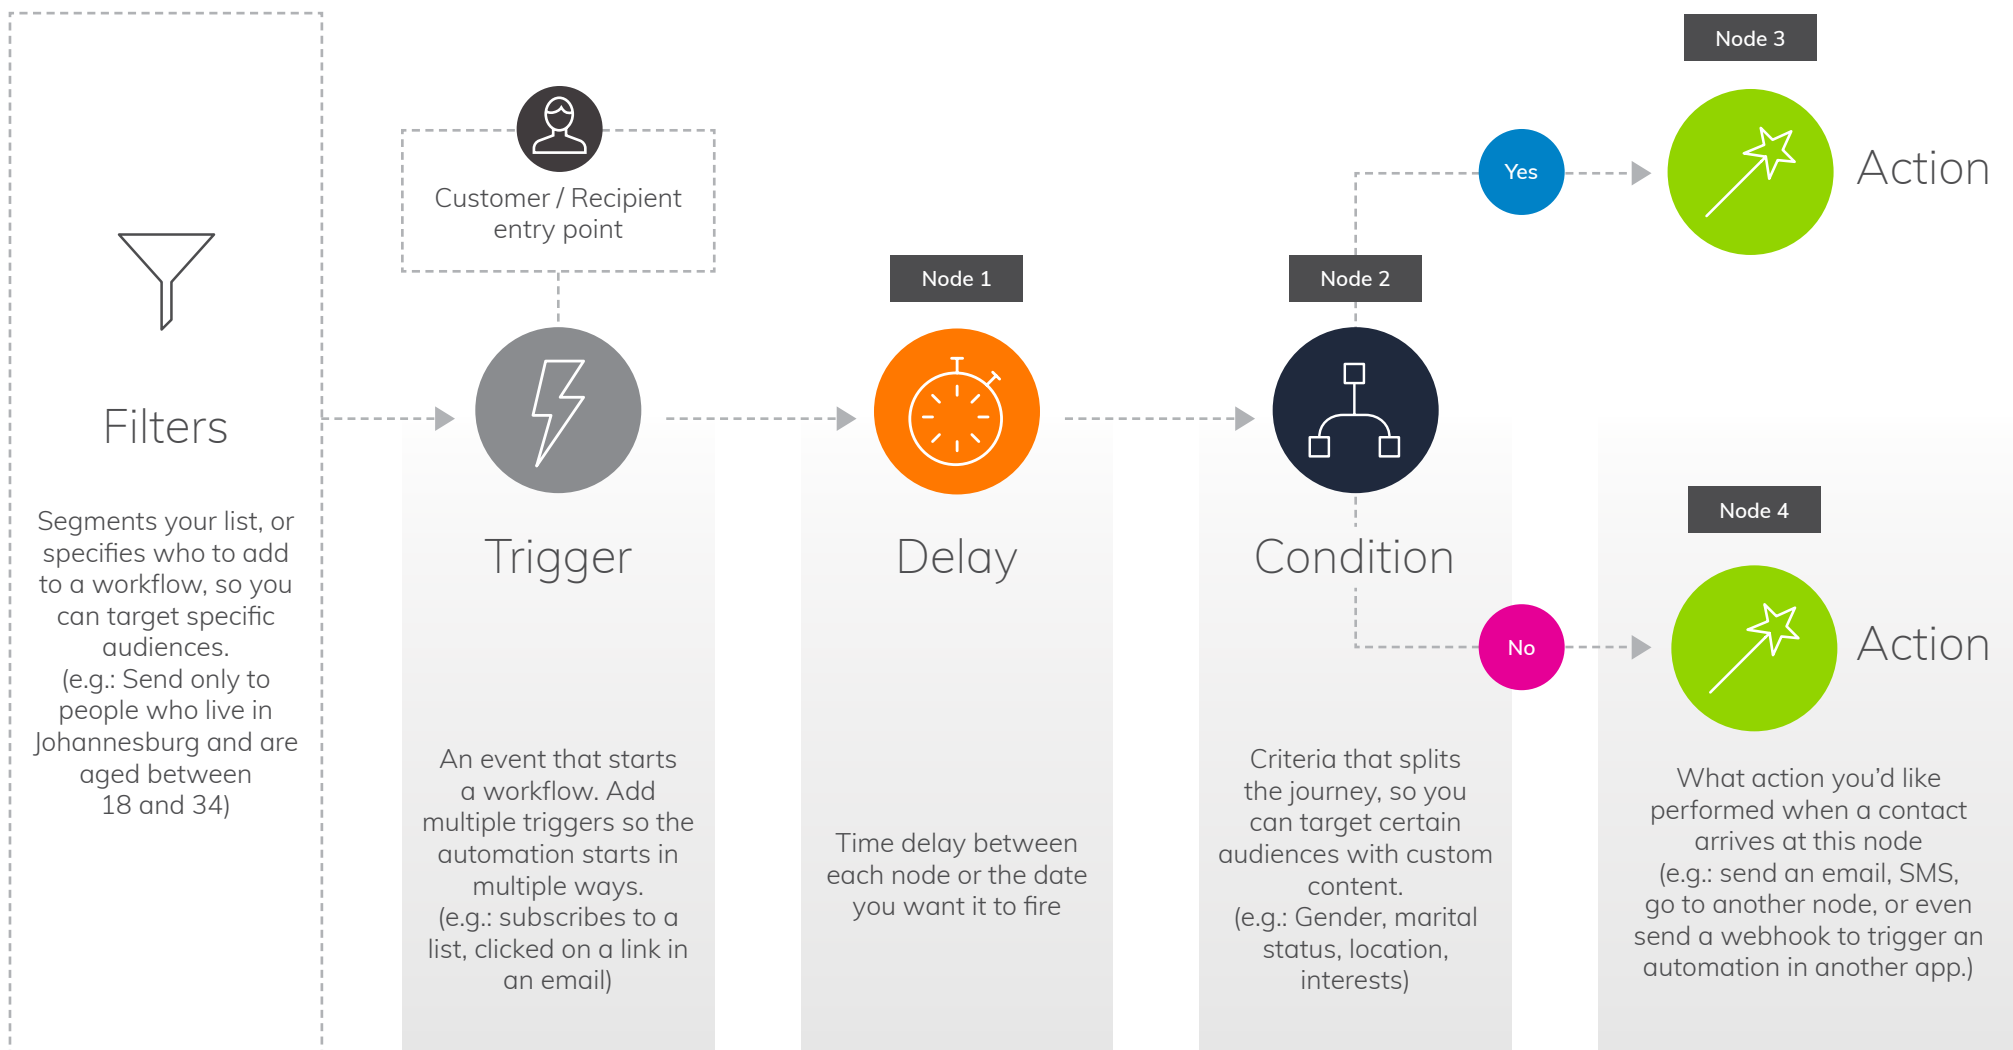 Filters
Segments your list, or
specifies who to add
to a workflow, so you
can target specific
audiences.
(e.g.: Send only to
people who live in
Johannesburg and are
aged between
18 and 34)
Customer / Recipient
entry point
Trigger
An event that starts
a workflow. Add
multiple triggers so the
automation starts in
multiple ways.
(e.g.: subscribes to a
list, clicked on a link in
an email)
Node 1
Delay
Time delay between
each node or the date
you want it to fire
Node 2
Condition
Criteria that splits
the journey, so you
can target certain
audiences with custom
content.
(e.g.: Gender, marital
status, location,
interests)
Yes
Node 3
Action
No
Node 4
Action
What action you’d like
performed when a contact
arrives at this node
(e.g.: send an email, SMS,
go to another node, or even
send a webhook to trigger an
automation in another app.)